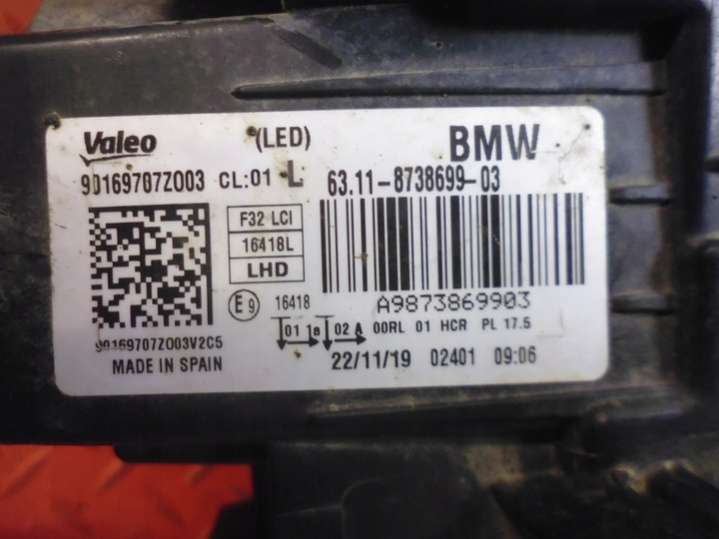 Valeo (LED) BMW
90169707Z003 CL:01 L 63.11-8738699-03
F32 LCI
16418L
LHD
E9 16418 A9873869903
01 1a 02 A 00RL 01 HCR PL 17.5
90169707Z003V2C5
MADE IN SPAIN 22/11/19 02401 09:06